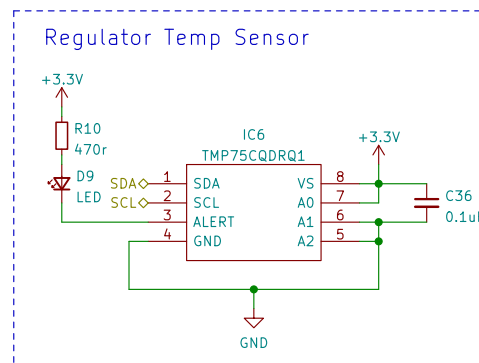 Regulator Temp Sensor
+3.3V
R10
470r
D9
LED
IC6
TMP75CQDRQ1
SDA 1 SDA VS 8
SCL 2 SCL A0 7
3 ALERT A1 6
4 GND A2 5
+3.3V
C36
0.1u
GND